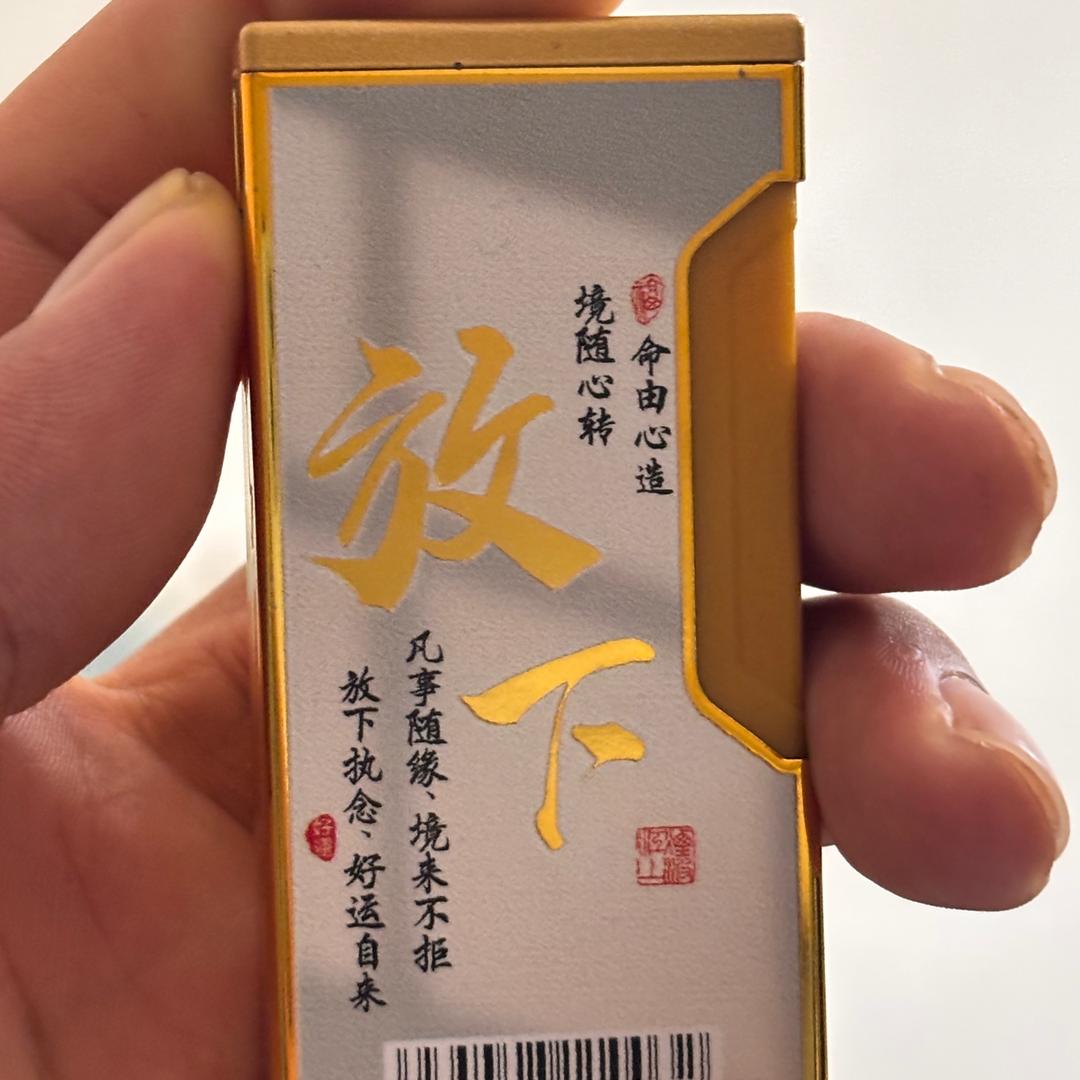 命由心造
境随心转
放下
凡事随缘、境来不拒
放下执念、好运自来